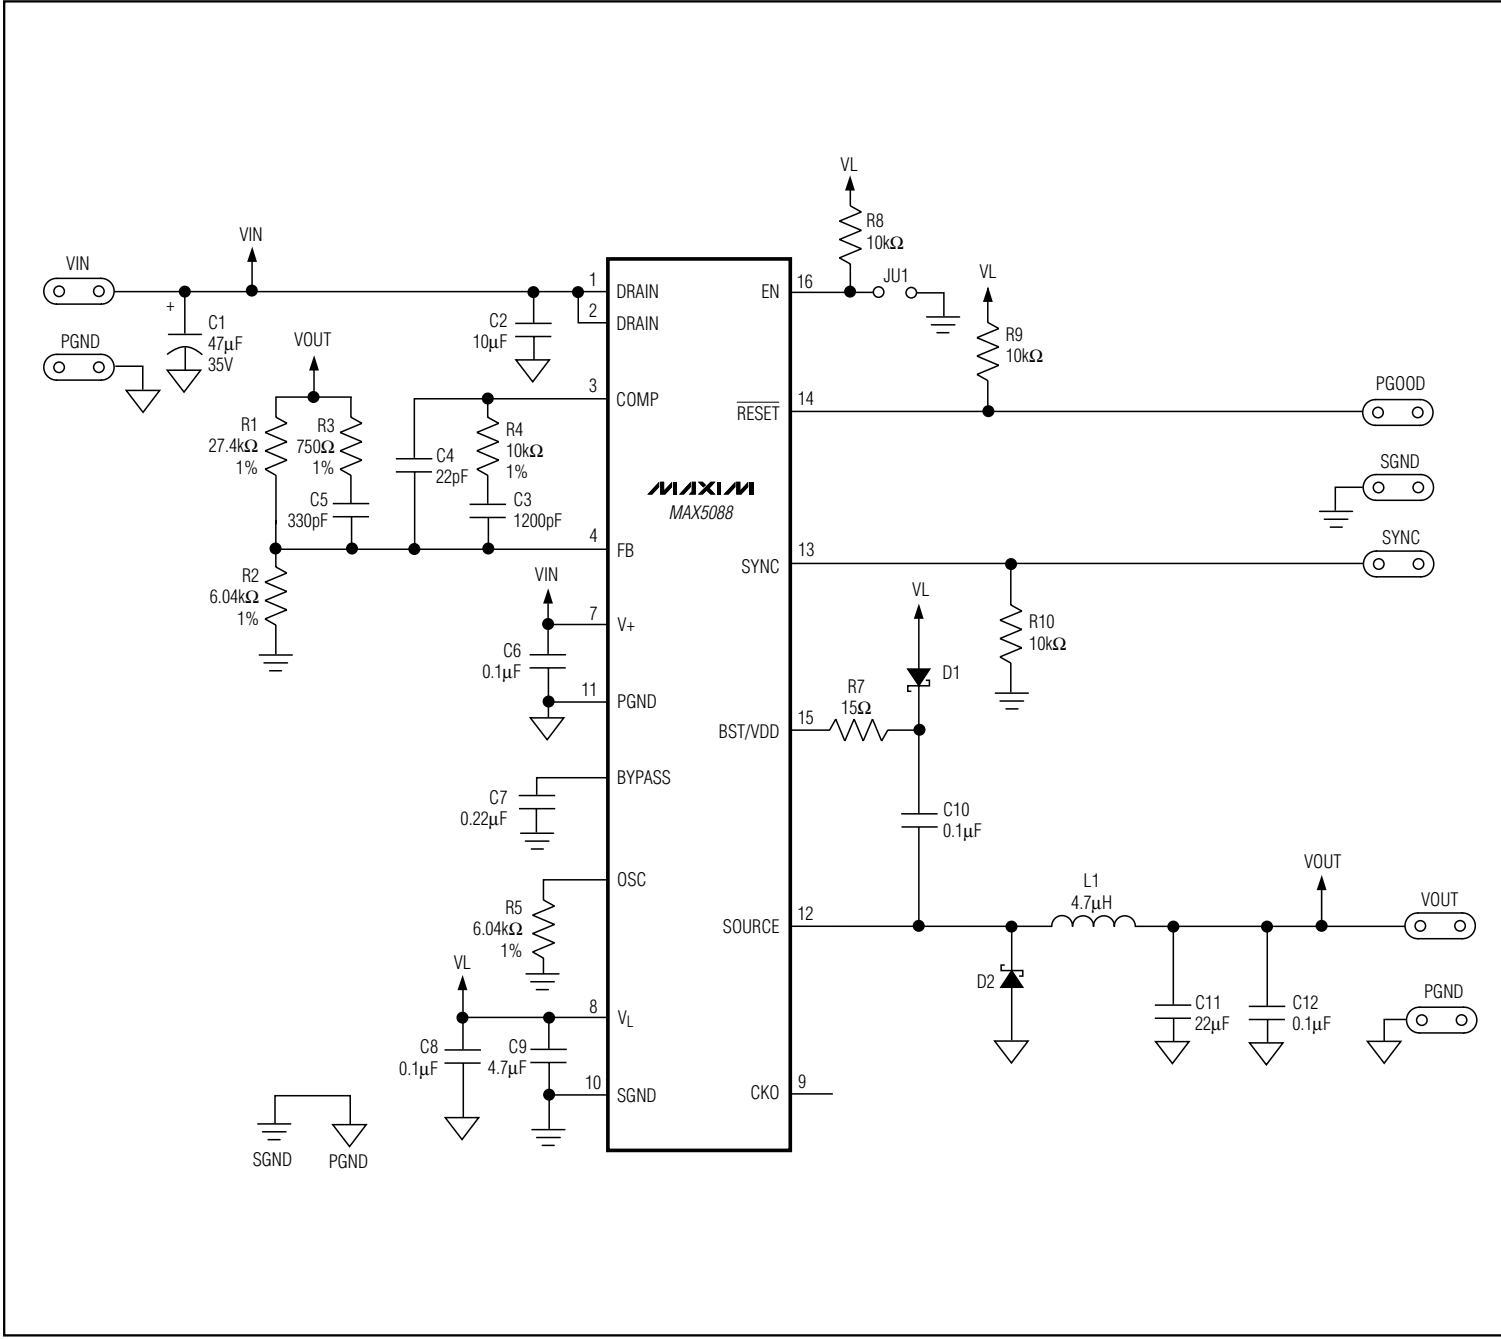 VIN
PGND
VIN
+
C1
47µF
35V
VOUT
R1
27.4kΩ
1%
R3
750Ω
1%
C5
330pF
R2
6.04kΩ
1%
C2
10µF
C4
22pF
R4
10kΩ
1%
C3
1200pF
VIN
C6
0.1µF
C7
0.22µF
R5
6.04kΩ
1%
VL
C8
0.1µF
C9
4.7µF
SGND
PGND
1
DRAIN
2
DRAIN
3
COMP
4
FB
7
V+
11
PGND
BYPASS
OSC
8
VL
10
SGND
MAXIM
MAX5088
EN
16
RESET
14
SYNC
13
BST/VDD
15
SOURCE
12
CKO
9
VL
R8
10kΩ
JU1
VL
R9
10kΩ
PGOOD
SGND
SYNC
R10
10kΩ
VL
D1
R7
15Ω
C10
0.1µF
L1
4.7µH
D2
C11
22µF
C12
0.1µF
VOUT
VOUT
PGND